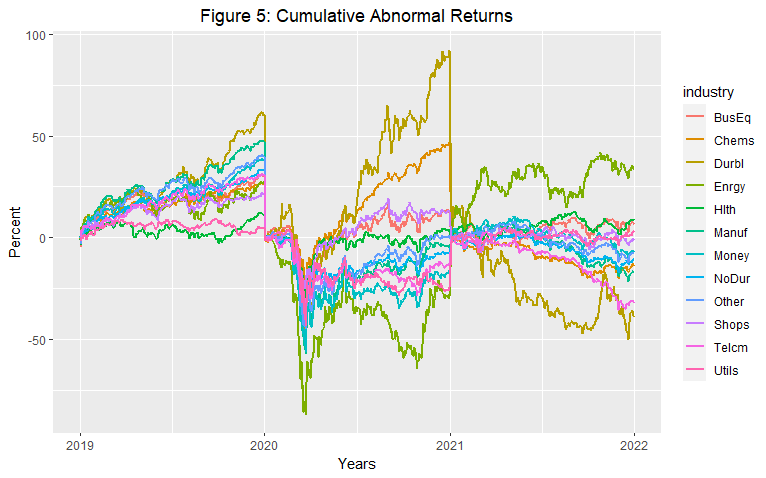 Figure 5: Cumulative Abnormal Returns
100
50
0
-50
Percent
2019
2020
2021
2022
Years
industry
BusEq
Chems
Durbl
Enrgy
Hlth
Manuf
Money
NoDur
Other
Shops
Telcm
Utils